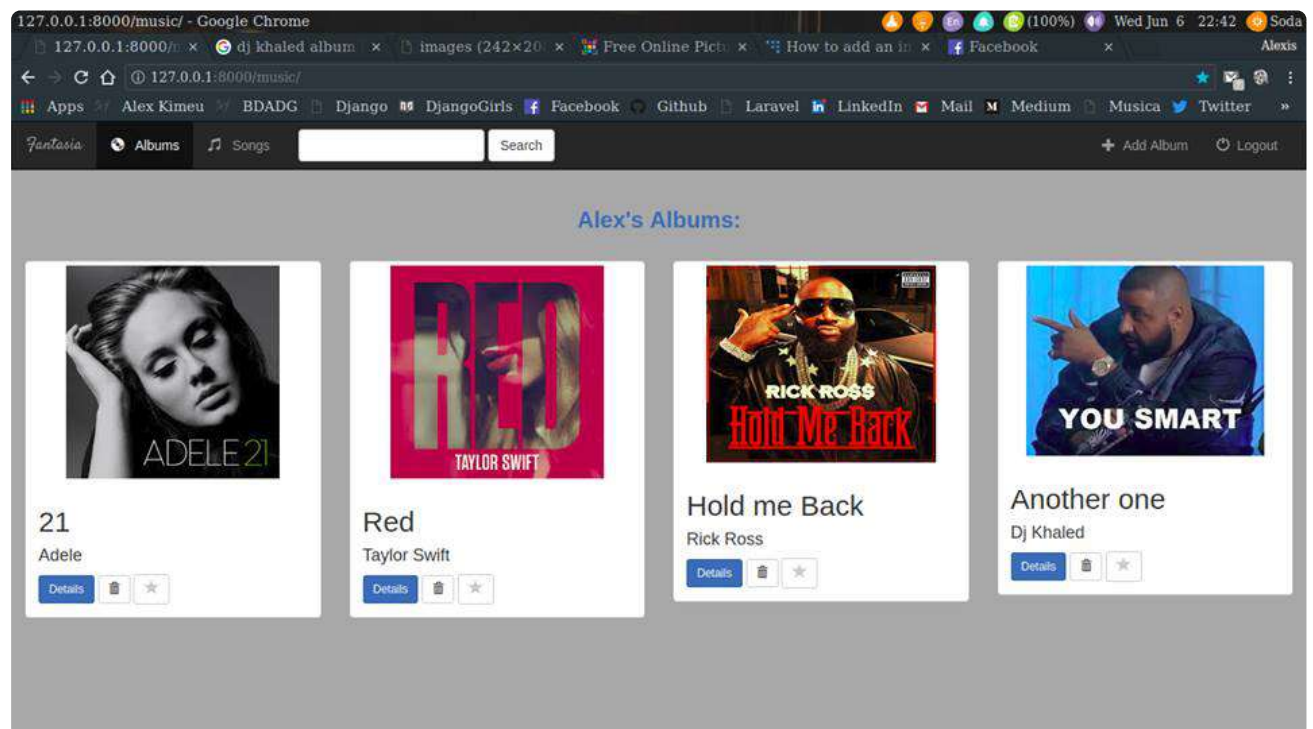 127.0.0.1:8000/music/ - Google Chrome En (100%) Wed Jun 6 22:42 Soda
127.0.0.1:8000/ dj khaled album images (242×20 Free Online Pict How to add an in Facebook Alexis
127.0.0.1:8000/music/
Apps Alex Kimeu BDADG Django DjangoGirls Facebook Github Laravel LinkedIn Mail Medium Musica Twitter »
Fantasia Albums Songs Search Add Album Logout
Alex's Albums:
ADELE 21
21
Adele
Details
RED
TAYLOR SWIFT
Red
Taylor Swift
Details
RICK RO$$
Hold Me Back
Hold me Back
Rick Ross
Details
YOU SMART
Another one
Dj Khaled
Details